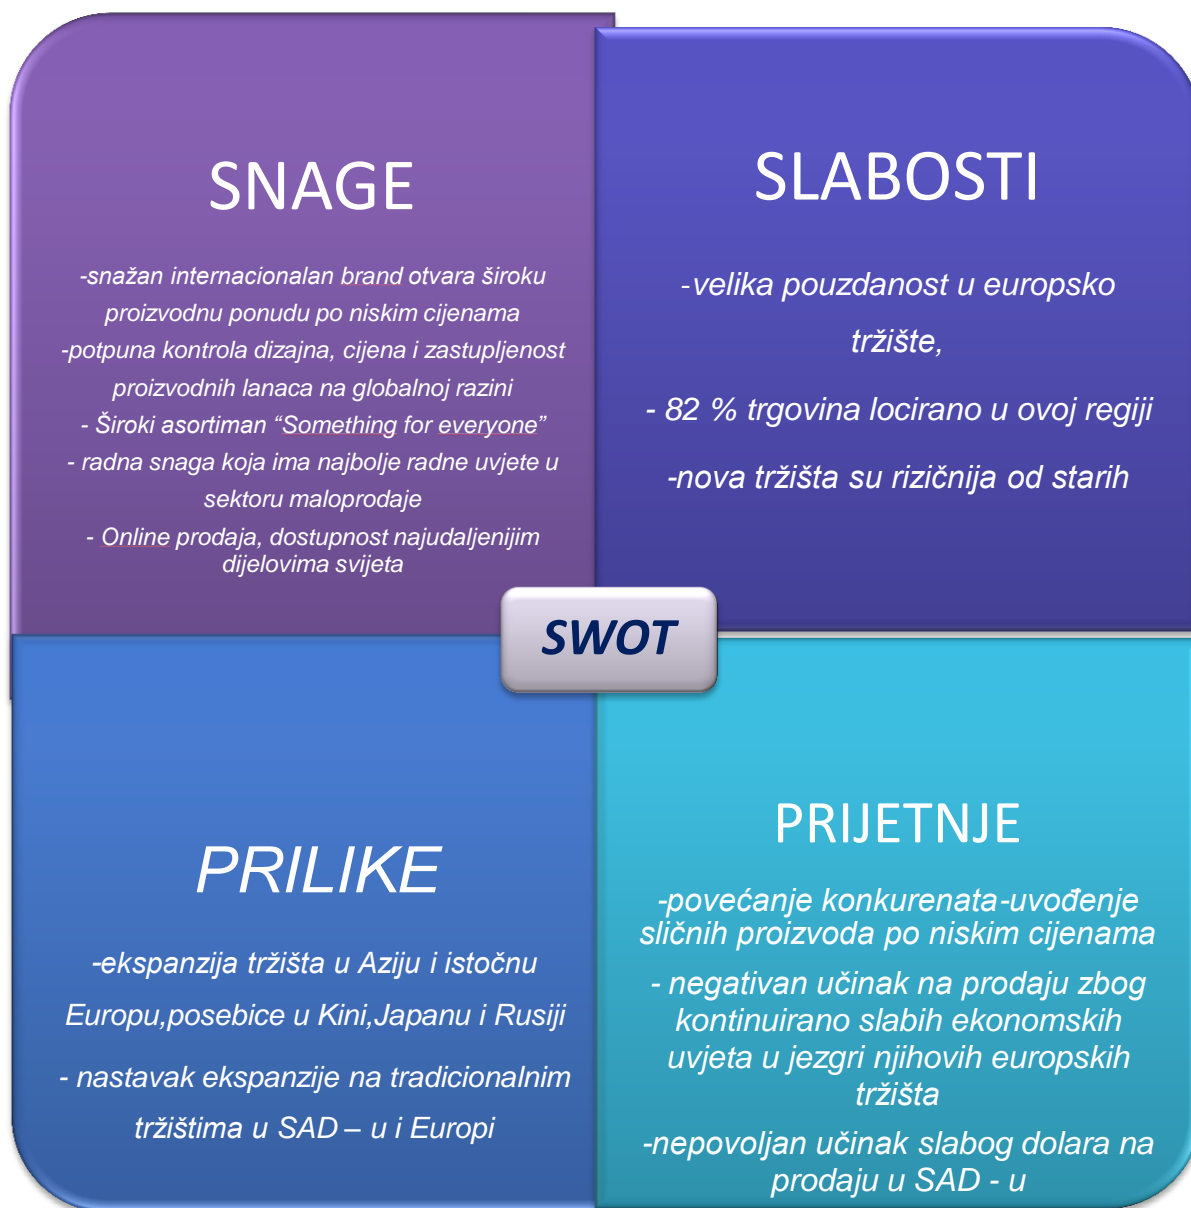 SNAGE
-snažan internacionalan brand otvara široku
proizvodnu ponudu po niskim cijenama
-potpuna kontrola dizajna, cijena i zastupljenost
proizvodnih lanaca na globalnoj razini
- Široki asortiman “Something for everyone”
- radna snaga koja ima najbolje radne uvjete u
sektoru maloprodaje
- Online prodaja, dostupnost najudaljenijim
dijelovima svijeta
SLABOSTI
-velika pouzdanost u europsko
tržište,
- 82 % trgovina locirano u ovoj regiji
-nova tržišta su rizičnija od starih
SWOT
PRILIKE
-ekspanzija tržišta u Aziju i istočnu
Europu,posebice u Kini,Japanu i Rusiji
- nastavak ekspanzije na tradicionalnim
tržištima u SAD – u i Europi
PRIJETNJE
-povećanje konkurenata-uvođenje
sličnih proizvoda po niskim cijenama
- negativan učinak na prodaju zbog
kontinuirano slabih ekonomskih
uvjeta u jezgri njihovih europskih
tržišta
-nepovoljan učinak slabog dolara na
prodaju u SAD - u